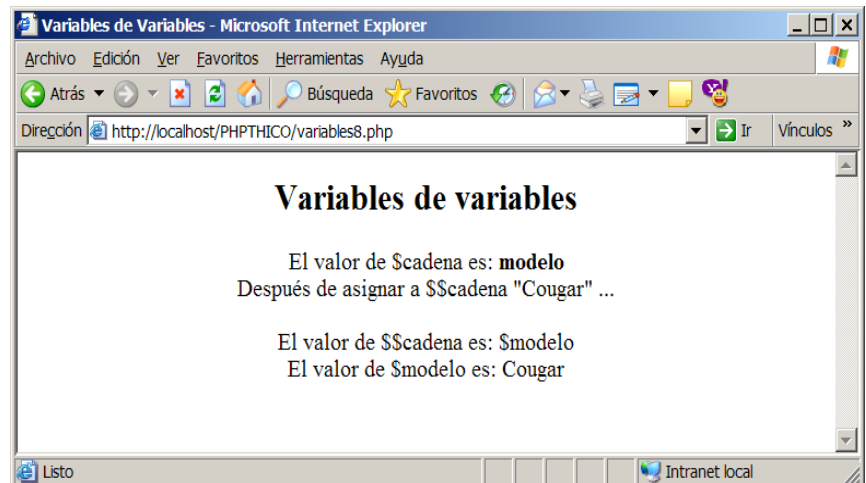 Variables de Variables - Microsoft Internet Explorer
Archivo Edición Ver Favoritos Herramientas Ayuda
Atrás Búsqueda Favoritos
Dirección http://localhost/PHPTHICO/variables8.php Ir Vínculos »
Variables de variables
El valor de $cadena es: modelo
Después de asignar a $$cadena "Cougar" ...
El valor de $$cadena es: $modelo
El valor de $modelo es: Cougar
Listo Intranet local